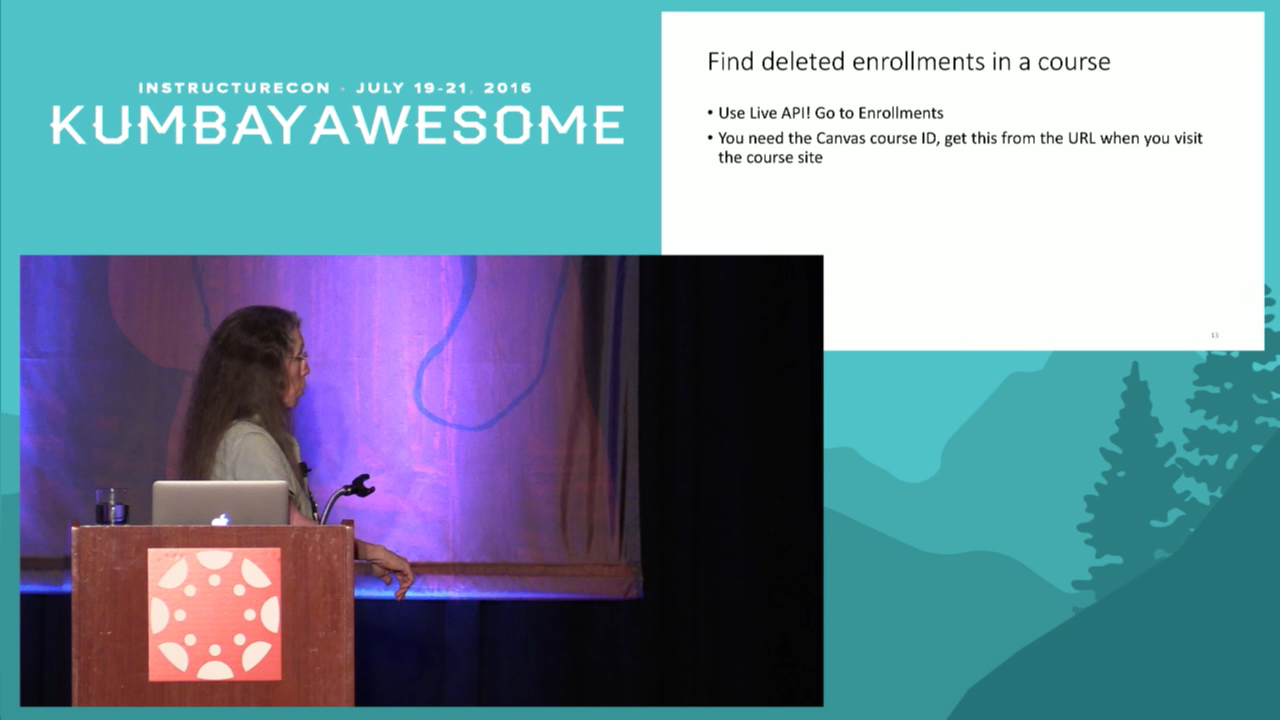 INSTRUCTURECON • JULY 19-21, 2016
KUMBAYAWESOME
Find deleted enrollments in a course
• Use Live API! Go to Enrollments
• You need the Canvas course ID, get this from the URL when you visit
the course site
15